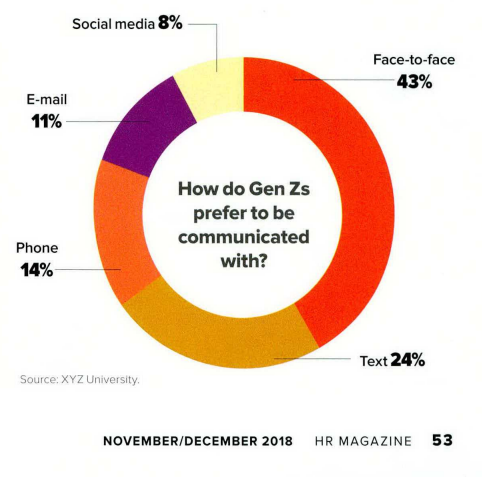 Social media 8%
Face-to-face
43%
E-mail
11%
How do Gen Zs
prefer to be
communicated
with?
Phone
14%
Text 24%
Source: XYZ University.
NOVEMBER/DECEMBER 2018 HR MAGAZINE 53